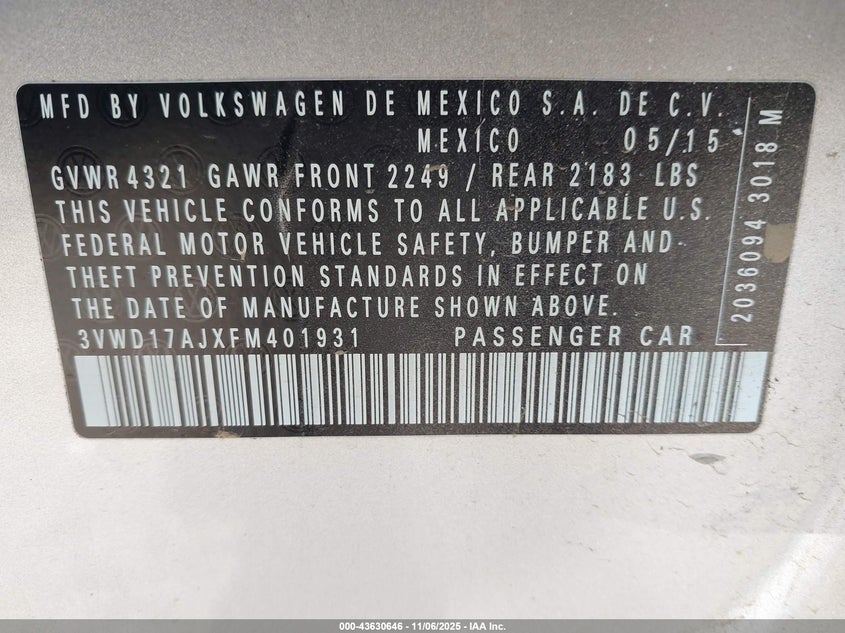 MFD BY VOLKSWAGEN DE MEXICO S.A. DE C.V.
MEXICO 05/15
GVWR 4321 GAWR FRONT 2249 / REAR 2183 LBS
THIS VEHICLE CONFORMS TO ALL APPLICABLE U.S.
FEDERAL MOTOR VEHICLE SAFETY, BUMPER AND
THEFT PREVENTION STANDARDS IN EFFECT ON
THE DATE OF MANUFACTURE SHOWN ABOVE.
3VWD17AJXFM401931 PASSENGER CAR
2036094 3018 M
000-43630646 - 11/06/2025 - IAA Inc.